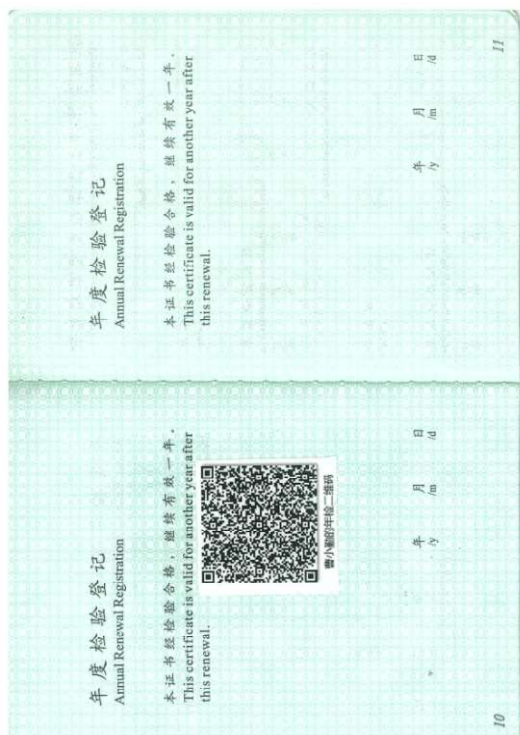 年度检验登记
Annual Renewal Registration
本证书经检验合格，继续有效一年。
This certificate is valid for another year after
this renewal.
曹小勤的年检二维码
年 月 日
/y /m /d
10
年度检验登记
Annual Renewal Registration
本证书经检验合格，继续有效一年。
This certificate is valid for another year after
this renewal.
年 月 日
/y /m /d
11